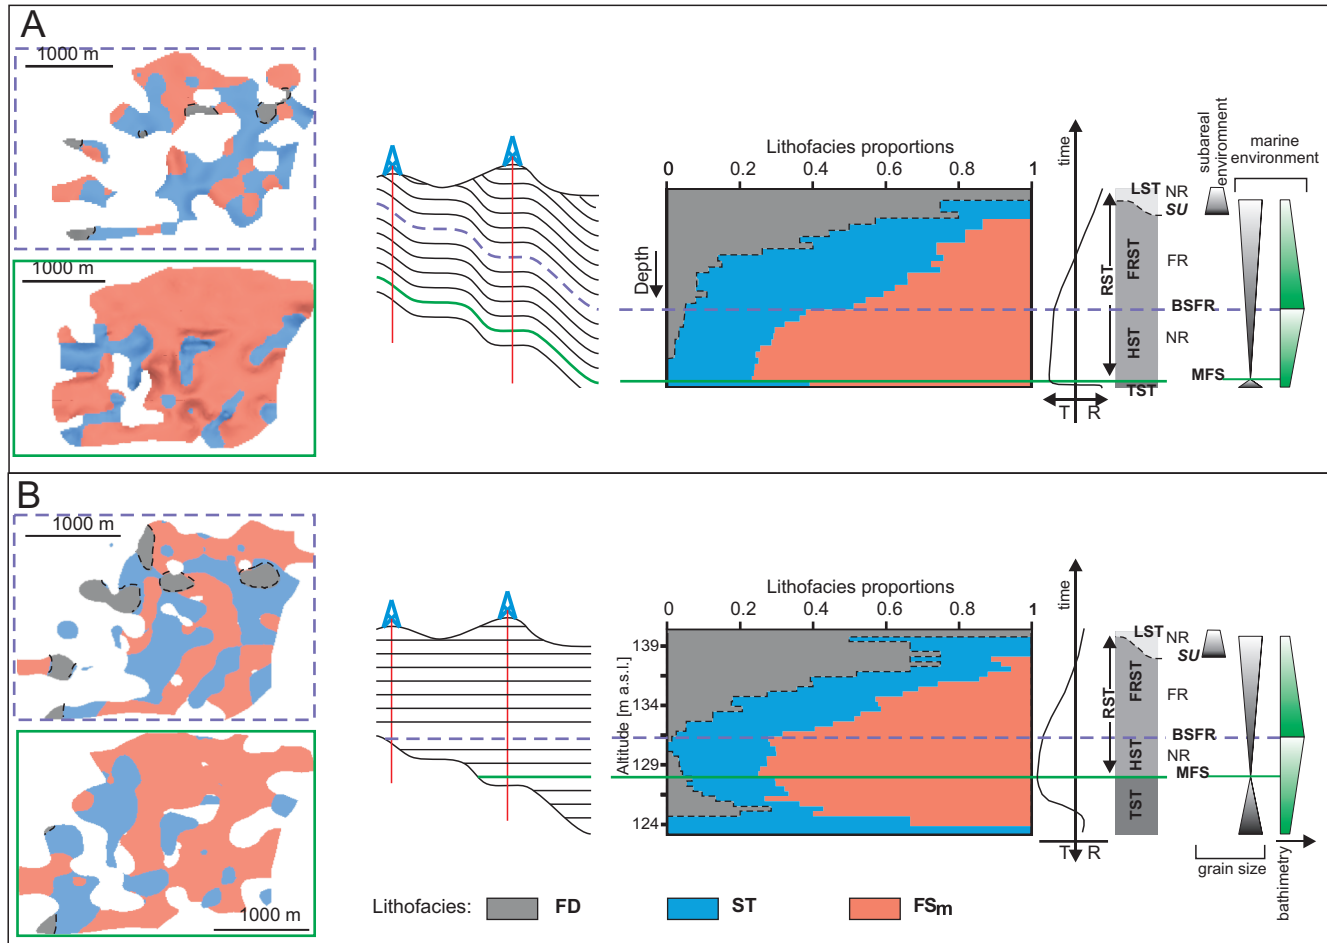 A
1000 m
1000 m
Lithofacies proportions
0 0.2 0.4 0.6 0.8 1
Depth
time
T R
RST
LST
SU
FRST
BSFR
HST
MFS
TST
NR
FR
NR
subareal
environment
marine
environment
B
1000 m
1000 m
Lithofacies proportions
0 0.2 0.4 0.6 0.8 1
Altitude [m a.s.l.]
139
134
129
124
time
T R
RST
LST
SU
FRST
BSFR
HST
MFS
TST
NR
FR
NR
grain size
bathimetry
Lithofacies: FD ST FSm